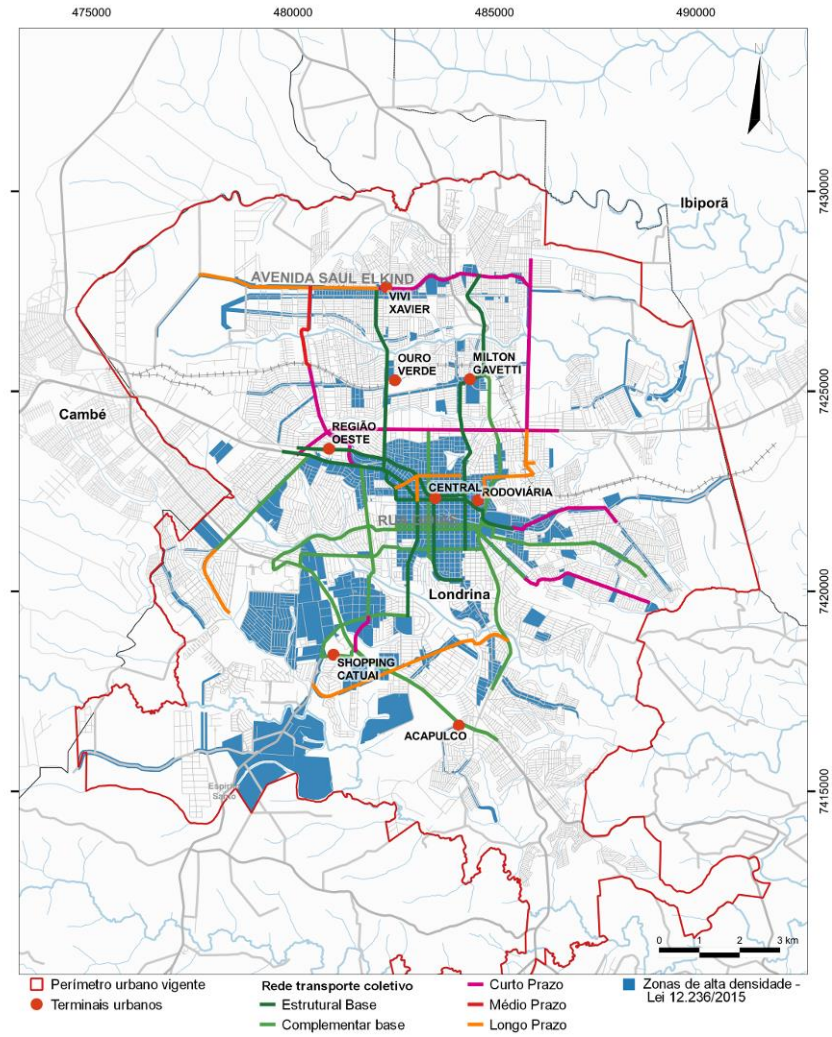 475000 480000 485000 490000
N
7430000
Ibiporã
AVENIDA SAUL ELKIND
VIVI
XAVIER
OURO
VERDE
MILTON
GAVETTI
7425000
Cambé
REGIÃO
OESTE
CENTRAL
RODOVIÁRIA
Londrina
7420000
SHOPPING
CATUAI
ACAPULCO
7415000
0 1 2 3 km
Perímetro urbano vigente
Terminais urbanos
Rede transporte coletivo
Estrutural Base
Complementar base
Curto Prazo
Médio Prazo
Longo Prazo
Zonas de alta densidade -
Lei 12.236/2015